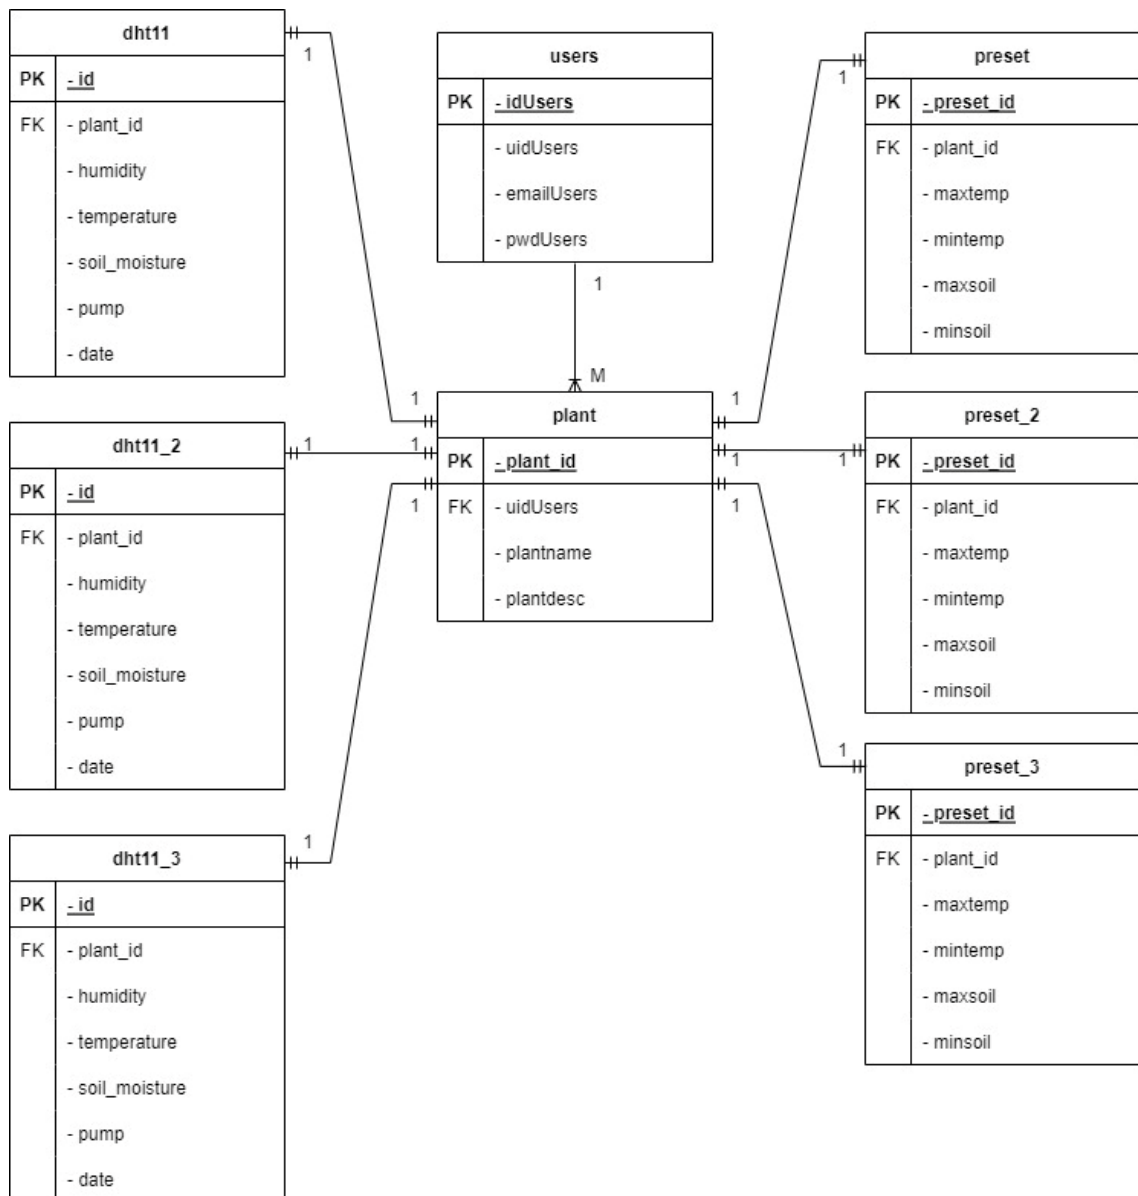 dht11
PK - id
FK - plant_id
- humidity
- temperature
- soil_moisture
- pump
- date
1
users
PK - idUsers
- uidUsers
- emailUsers
- pwdUsers
1
M
preset
PK - preset_id
FK - plant_id
- maxtemp
- mintemp
- maxsoil
- minsoil
1
dht11_2
PK - id
FK - plant_id
- humidity
- temperature
- soil_moisture
- pump
- date
1
1
1
1
plant
PK - plant_id
FK - uidUsers
- plantname
- plantdesc
1
1
1
preset_2
PK - preset_id
FK - plant_id
- maxtemp
- mintemp
- maxsoil
- minsoil
1
dht11_3
PK - id
FK - plant_id
- humidity
- temperature
- soil_moisture
- pump
- date
1
preset_3
PK - preset_id
FK - plant_id
- maxtemp
- mintemp
- maxsoil
- minsoil
1